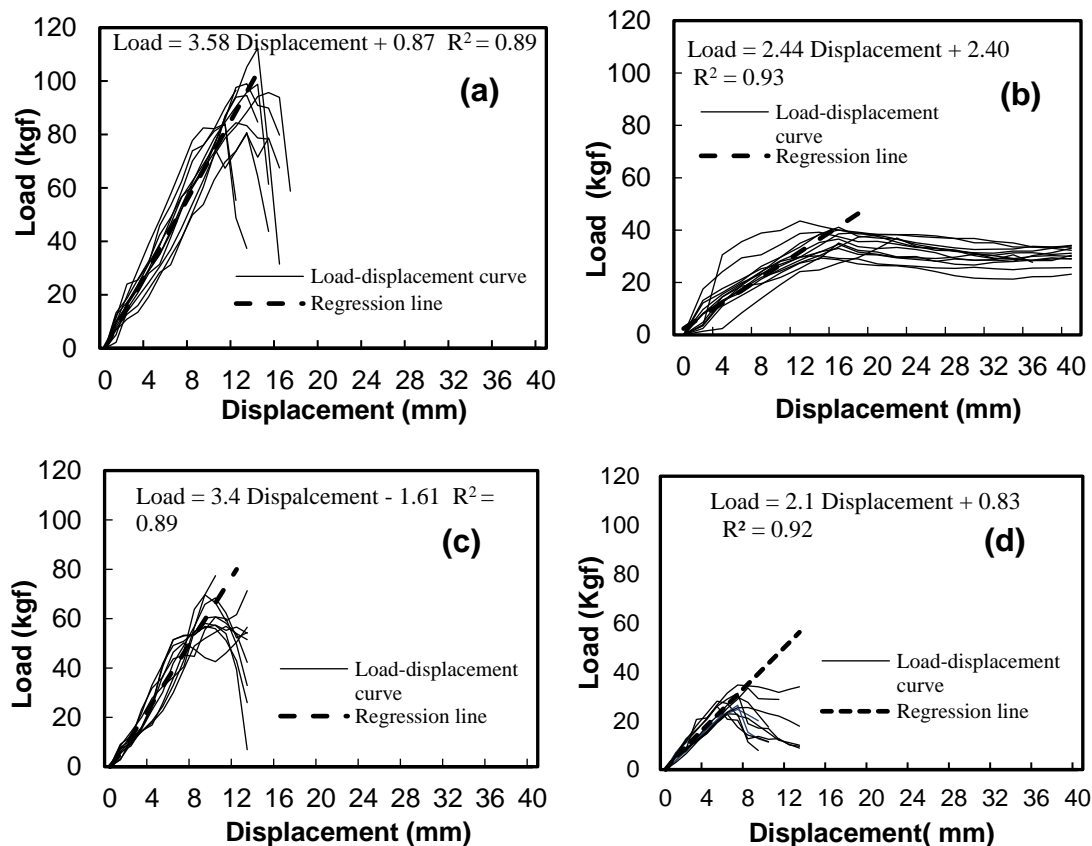 120
100
80
60
40
20
0
Load (kgf)
Load = 3.58 Displacement + 0.87 R² = 0.89
(a)
Load-displacement curve
Regression line
0 4 8 12 16 20 24 28 32 36 40
Displacement (mm)
120
100
80
60
40
20
0
Load (kgf)
Load = 2.44 Displacement + 2.40
R² = 0.93
(b)
Load-displacement
curve
Regression line
0 4 8 12 16 20 24 28 32 36 40
Displacement (mm)
120
100
80
60
40
20
0
Load (kgf)
Load = 3.4 Dispalcement - 1.61 R² =
0.89
(c)
Load-displacement
curve
Regression line
0 4 8 12 16 20 24 28 32 36 40
Displacement (mm)
120
100
80
60
40
20
0
Load (Kgf)
Load = 2.1 Displacement + 0.83
R² = 0.92
(d)
Load-displacement
curve
Regression line
0 4 8 12 16 20 24 28 32 36 40
Displacement( mm)